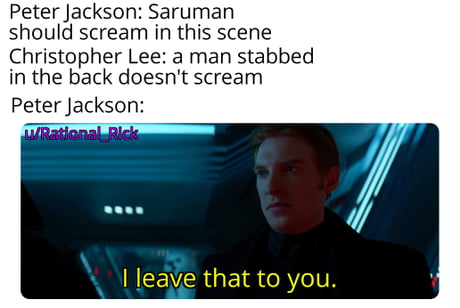 Peter Jackson: Saruman
should scream in this scene
Christopher Lee: a man stabbed
in the back doesn't scream
Peter Jackson:
u/Rational_Rick
I leave that to you.